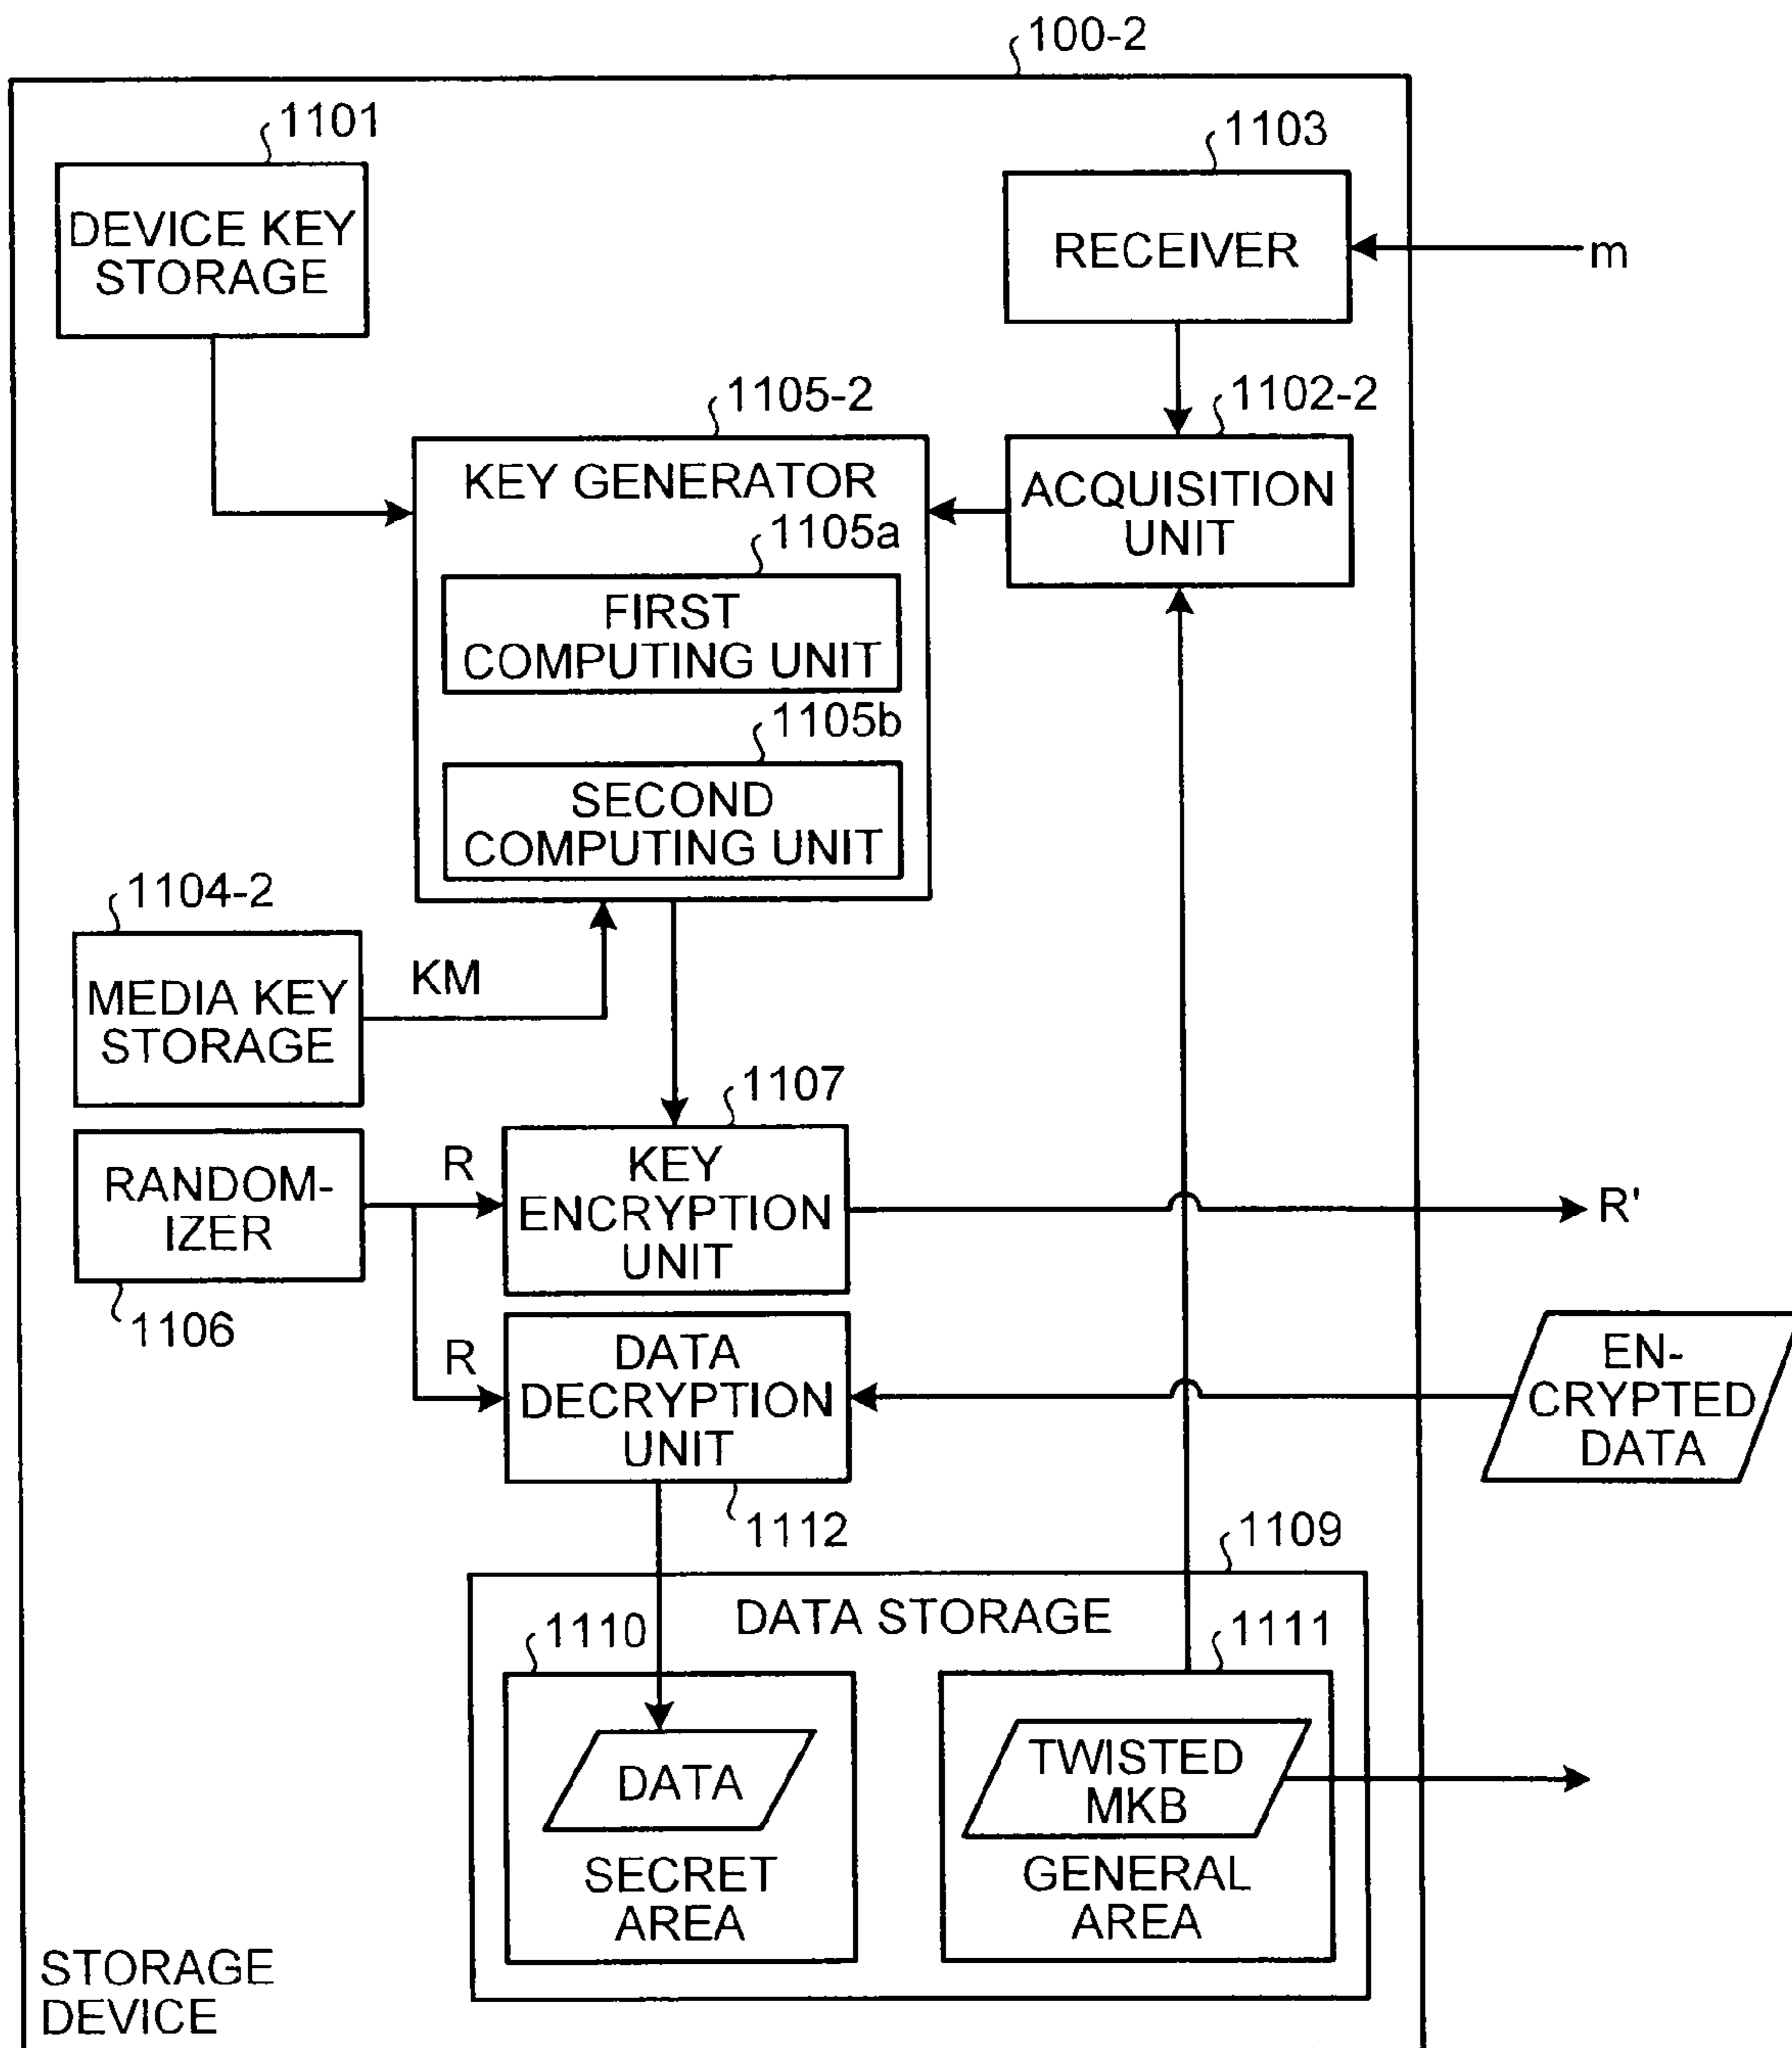 100-2
1101
1103
DEVICE KEY
STORAGE
RECEIVER
m
1105-2
1102-2
KEY GENERATOR
ACQUISITION
UNIT
1105a
FIRST
COMPUTING UNIT
1105b
SECOND
COMPUTING UNIT
1104-2
MEDIA KEY
STORAGE
KM
1107
RANDOM-
IZER
R
KEY
ENCRYPTION
UNIT
R'
1106
R
DATA
DECRYPTION
UNIT
EN-
CRYPTED
DATA
1112
1109
DATA STORAGE
1110
1111
DATA
SECRET
AREA
TWISTED
MKB
GENERAL
AREA
STORAGE
DEVICE